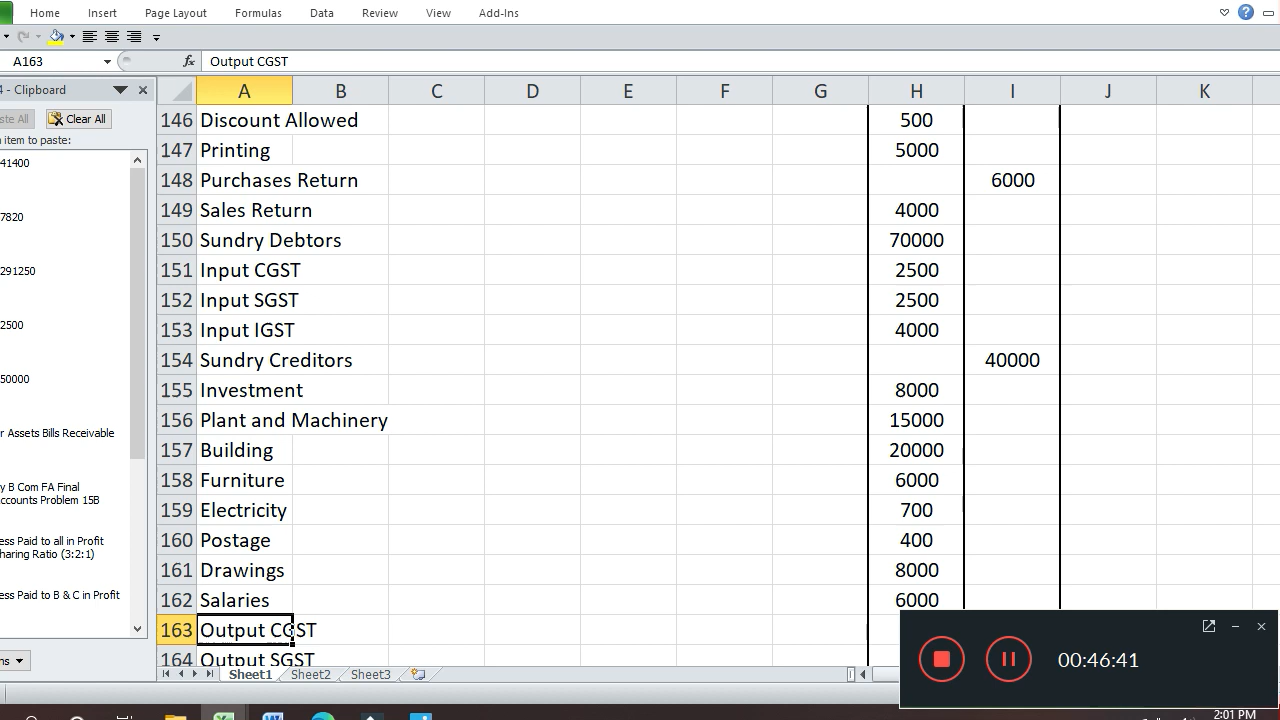 Home Insert Page Layout Formulas Data Review View Add-Ins
A163 fx Output CGST
4 - Clipboard
A B C D E F G H I J K
ste All Clear All
n item to paste:
41400
7820
291250
2500
50000
r Assets Bills Receivable
y B Com FA Final
ccounts Problem 15B
ess Paid to all in Profit
haring Ratio (3:2:1)
ess Paid to B & C in Profit
ns
146 Discount Allowed 500
147 Printing 5000
148 Purchases Return 6000
149 Sales Return 4000
150 Sundry Debtors 70000
151 Input CGST 2500
152 Input SGST 2500
153 Input IGST 4000
154 Sundry Creditors 40000
155 Investment 8000
156 Plant and Machinery 15000
157 Building 20000
158 Furniture 6000
159 Electricity 700
160 Postage 400
161 Drawings 8000
162 Salaries 6000
163 Output CGST
164 Output SGST
Sheet1 Sheet2 Sheet3
00:46:41
2:01 PM